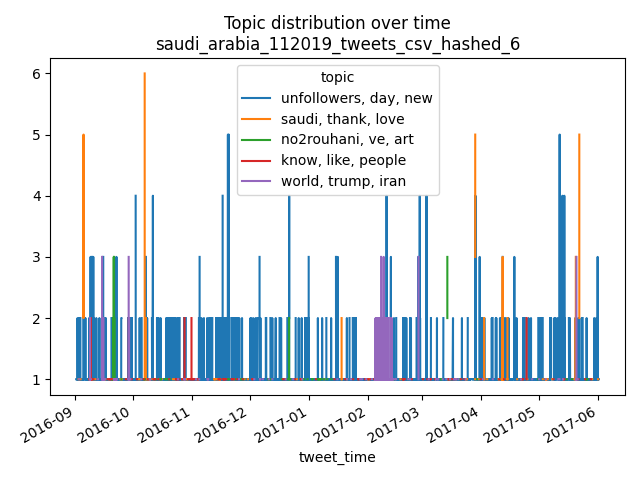 Topic distribution over time
saudi_arabia_112019_tweets_csv_hashed_6
topic
unfollowers, day, new
saudi, thank, love
no2rouhani, ve, art
know, like, people
world, trump, iran
6
5
4
3
2
1
2016-09
2016-10
2016-11
2016-12
2017-01
2017-02
2017-03
2017-04
2017-05
2017-06
tweet_time